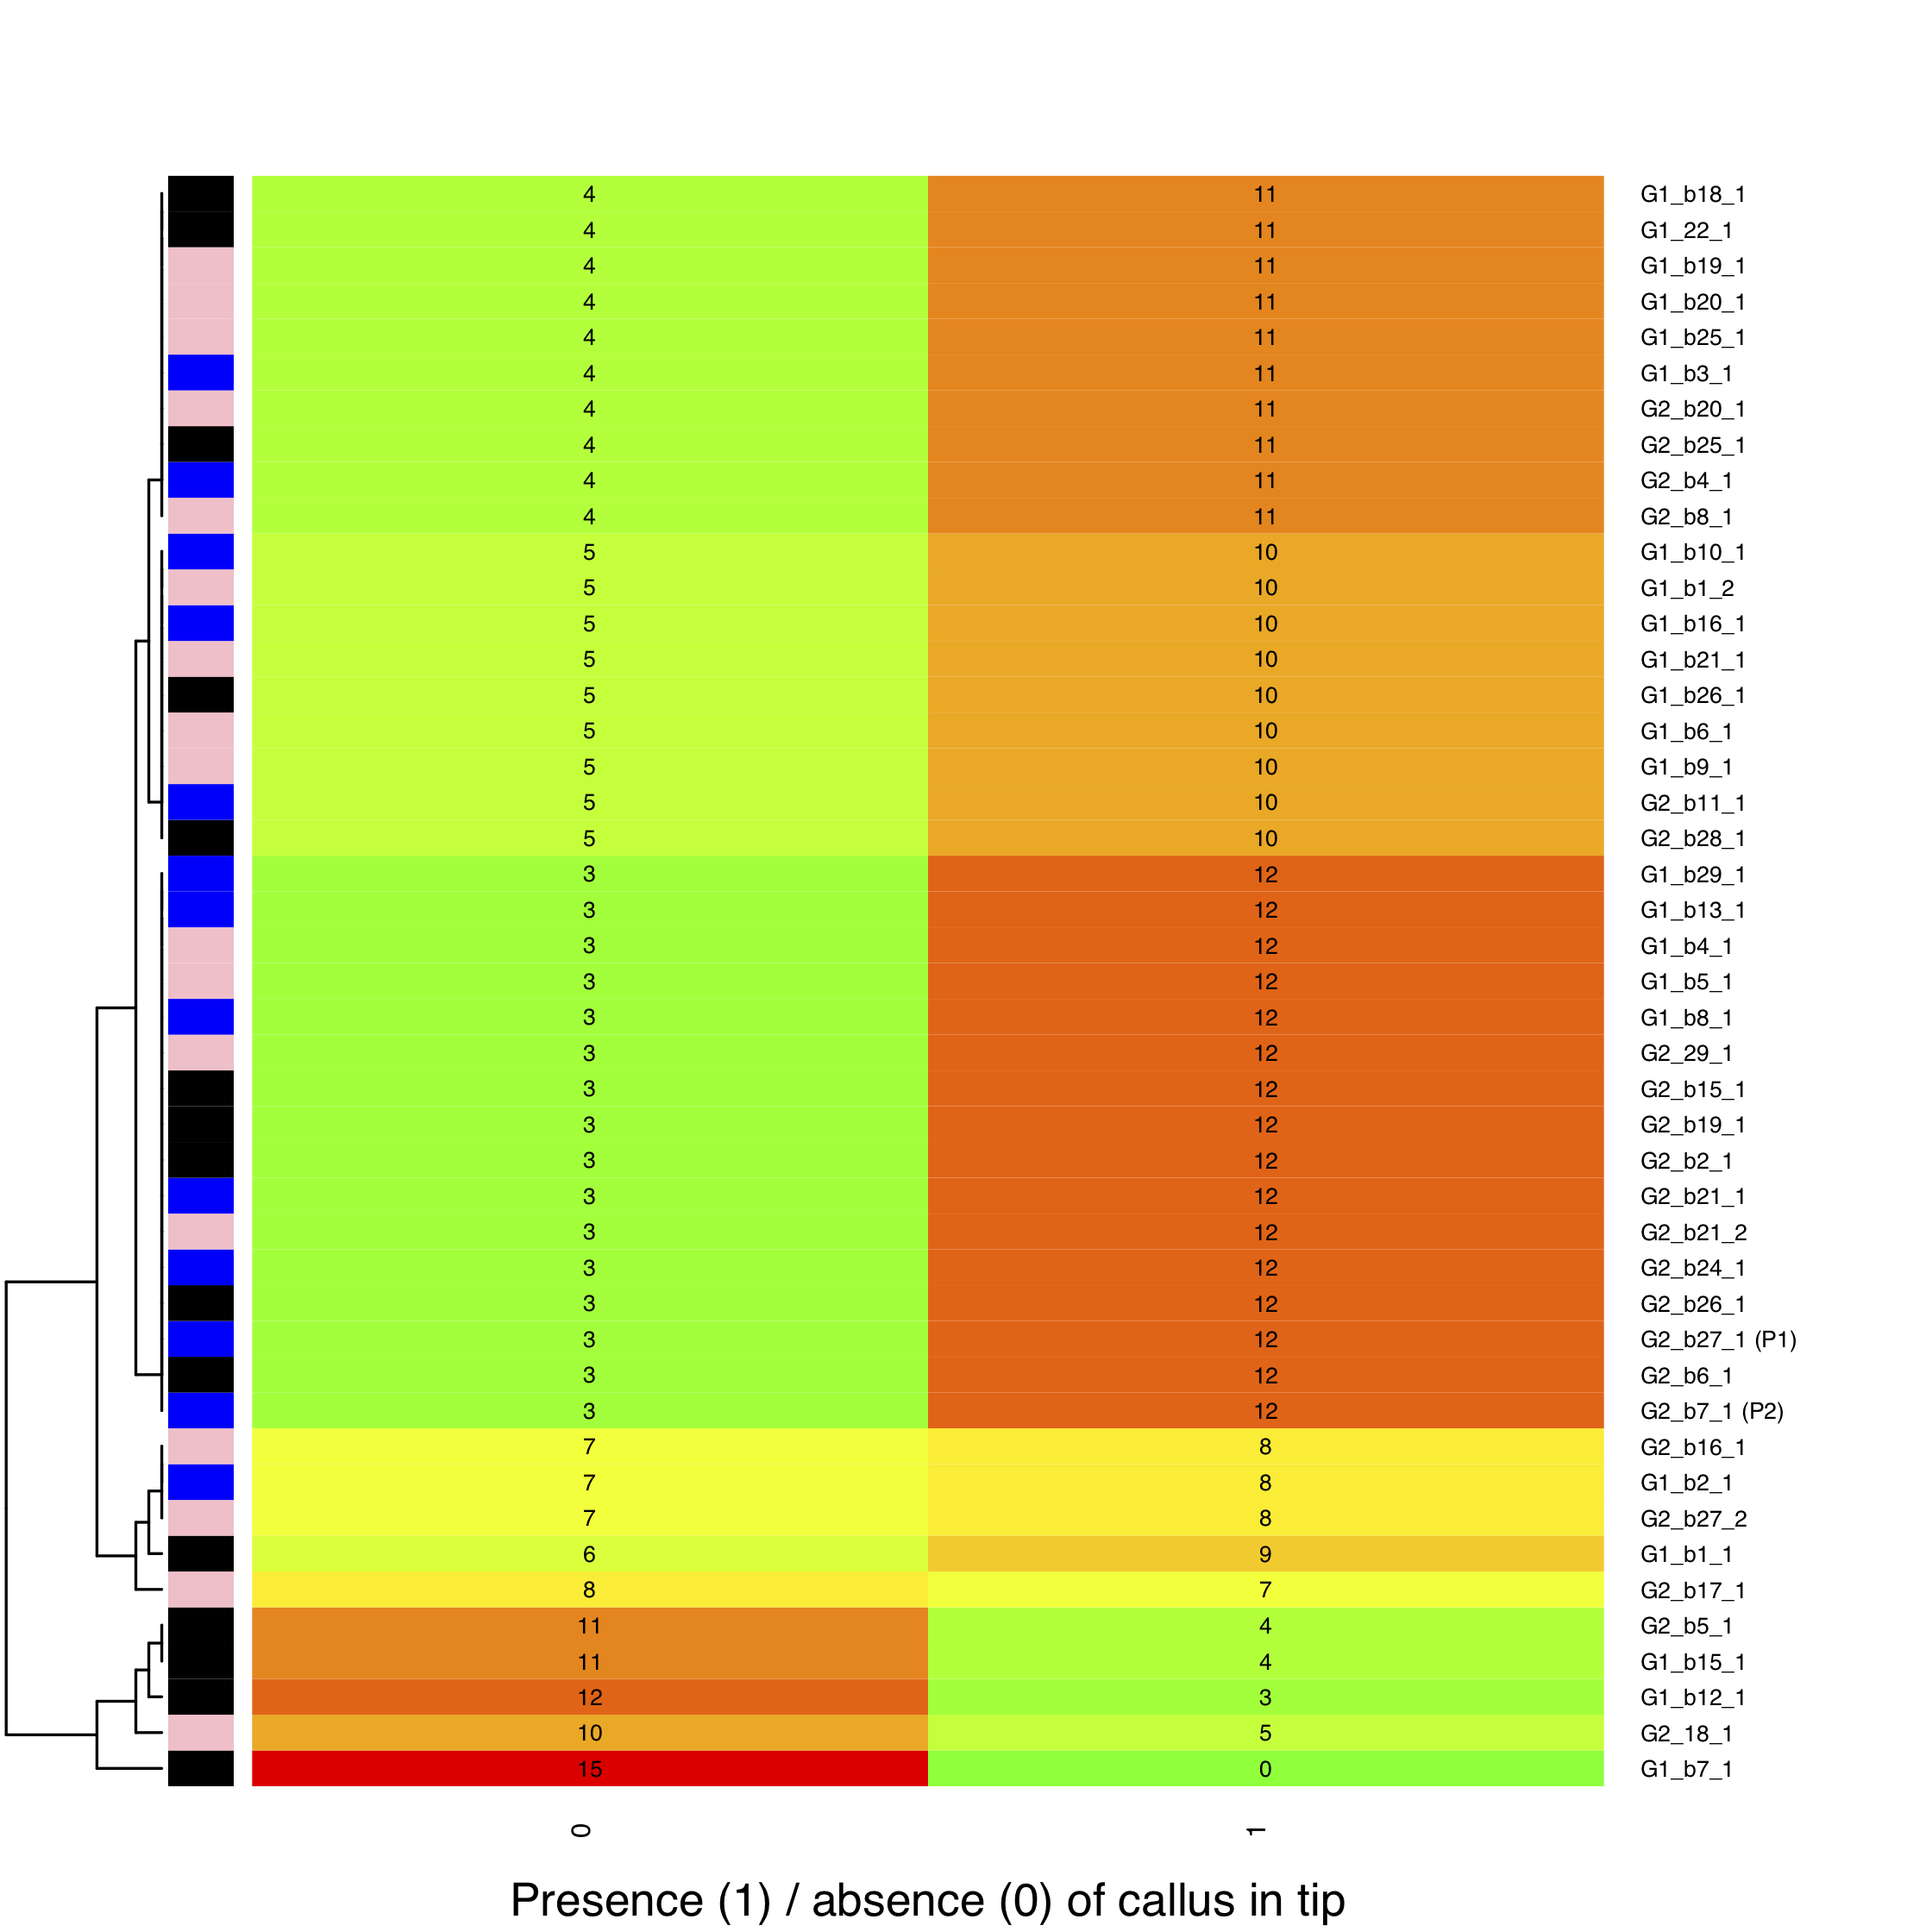 4 11 G1_b18_1
4 11 G1_22_1
4 11 G1_b19_1
4 11 G1_b20_1
4 11 G1_b25_1
4 11 G1_b3_1
4 11 G2_b20_1
4 11 G2_b25_1
4 11 G2_b4_1
4 11 G2_b8_1
5 10 G1_b10_1
5 10 G1_b1_2
5 10 G1_b16_1
5 10 G1_b21_1
5 10 G1_b26_1
5 10 G1_b6_1
5 10 G1_b9_1
5 10 G2_b11_1
5 10 G2_b28_1
3 12 G1_b29_1
3 12 G1_b13_1
3 12 G1_b4_1
3 12 G1_b5_1
3 12 G1_b8_1
3 12 G2_29_1
3 12 G2_b15_1
3 12 G2_b19_1
3 12 G2_b2_1
3 12 G2_b21_1
3 12 G2_b21_2
3 12 G2_b24_1
3 12 G2_b26_1
3 12 G2_b27_1 (P1)
3 12 G2_b6_1
3 12 G2_b7_1 (P2)
7 8 G2_b16_1
7 8 G1_b2_1
7 8 G2_b27_2
6 9 G1_b1_1
8 7 G2_b17_1
11 4 G2_b5_1
11 4 G1_b15_1
12 3 G1_b12_1
10 5 G2_18_1
15 0 G1_b7_1
0 1
Presence (1) / absence (0) of callus in tip